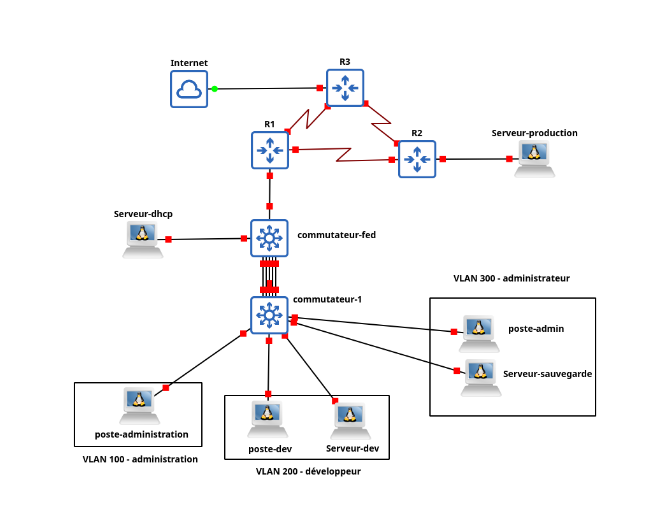 Internet
R3
R1
R2
Serveur-production
Serveur-dhcp
commutateur-fed
VLAN 300 - administrateur
commutateur-1
poste-admin
Serveur-sauvegarde
poste-administration
poste-dev
Serveur-dev
VLAN 100 - administration
VLAN 200 - développeur